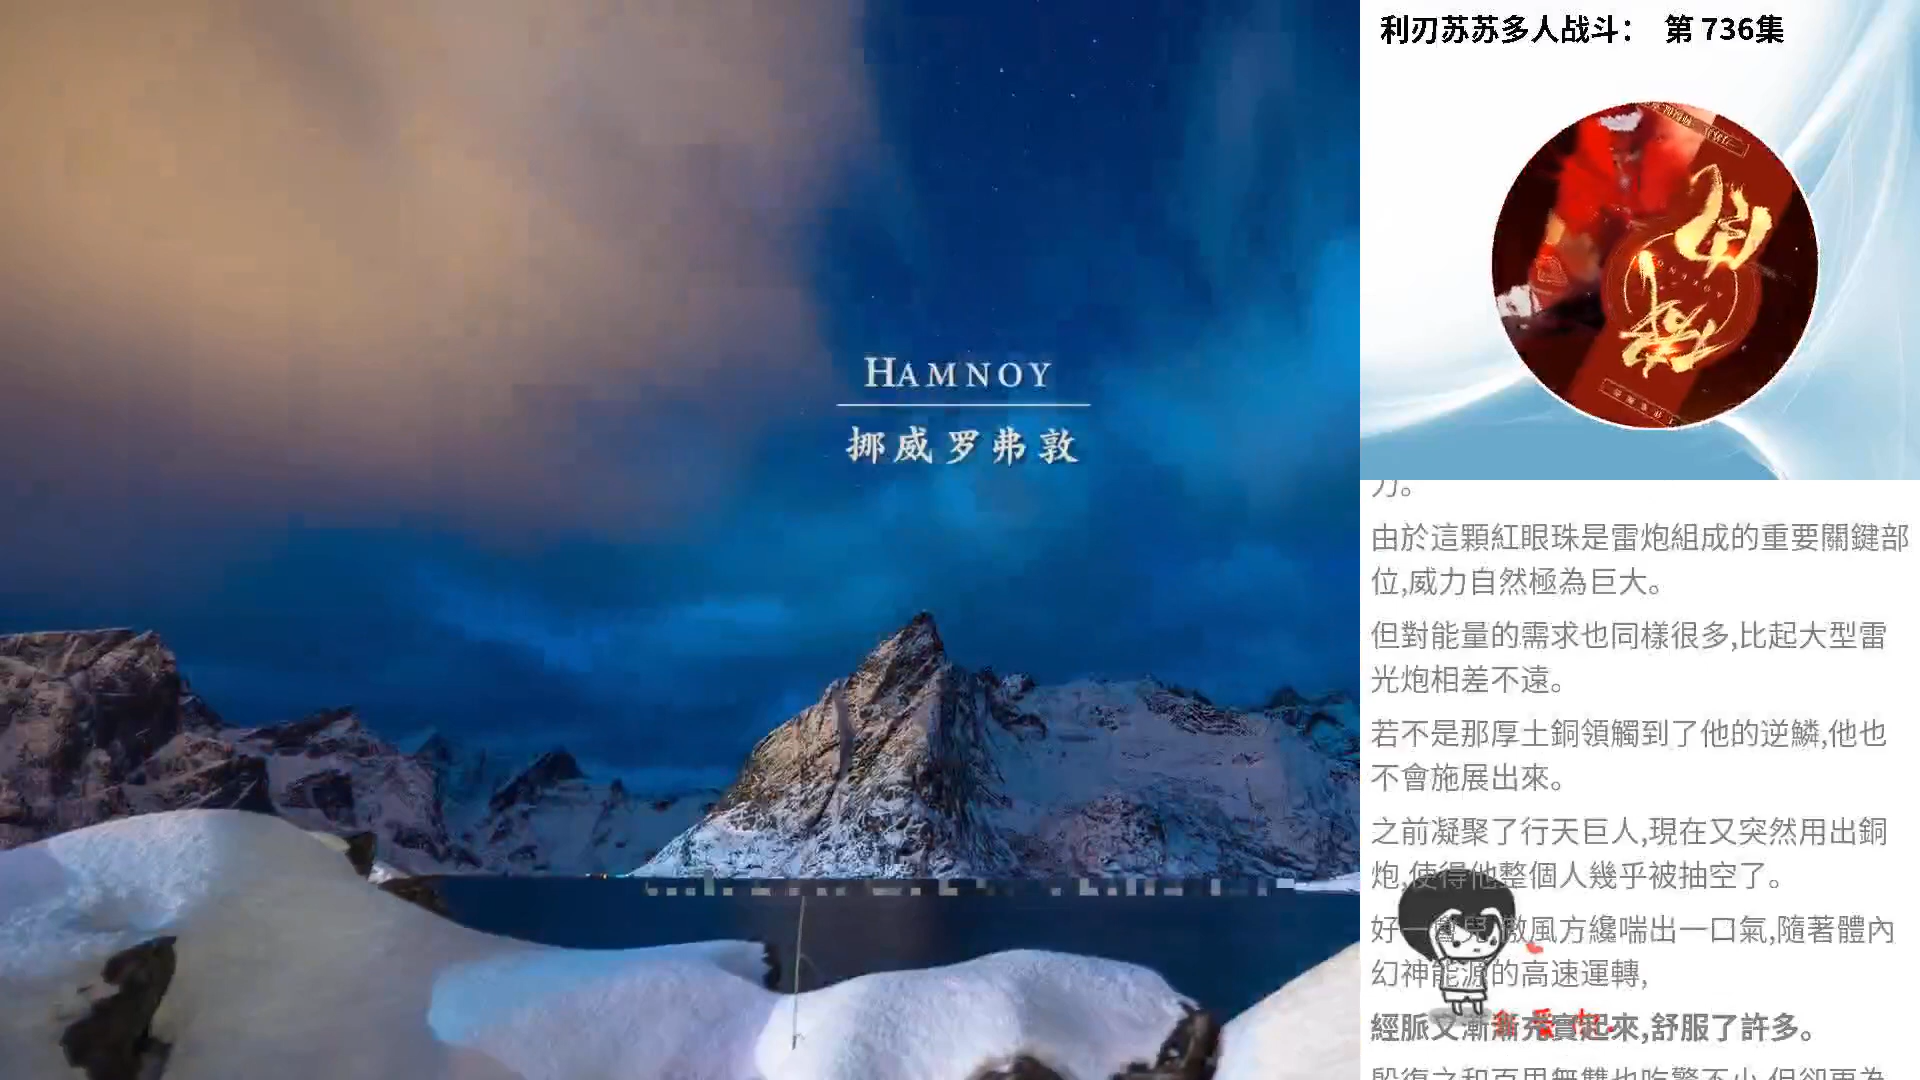 利刃苏苏多人战斗： 第 736集
HAMNOY
挪威罗弗敦
力。
由於這顆紅眼珠是雷炮組成的重要關鍵部
位,威力自然極為巨大。
但對能量的需求也同樣很多,比起大型雷
光炮相差不遠。
若不是那厚土銅領觸到了他的逆鱗,他也
不會施展出來。
之前凝聚了行天巨人,現在又突然用出銅
炮,使得他整個人幾乎被抽空了。
好一會兒,敖風方纔喘出一口氣,隨著體內
幻神能源的高速運轉,
經脈又漸漸充實起來,舒服了許多。